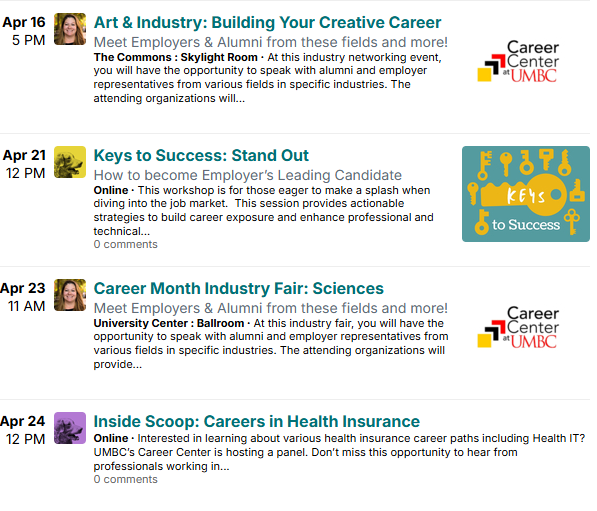 Apr 16
5 PM
Art & Industry: Building Your Creative Career
Meet Employers & Alumni from these fields and more!
The Commons : Skylight Room · At this industry networking event,
you will have the opportunity to speak with alumni and employer
representatives from various fields in specific industries. The
attending organizations will...
Career
Center
at UMBC
Apr 21
12 PM
Keys to Success: Stand Out
How to become Employer's Leading Candidate
Online · This workshop is for those eager to make a splash when
diving into the job market. This session provides actionable
strategies to build career exposure and enhance professional and
technical...
0 comments
KEYS
to Success
Apr 23
11 AM
Career Month Industry Fair: Sciences
Meet Employers & Alumni from these fields and more!
University Center : Ballroom · At this industry fair, you will have the
opportunity to speak with alumni and employer representatives from
various fields in specific industries. The attending organizations will
provide...
Career
Center
at UMBC
Apr 24
12 PM
Inside Scoop: Careers in Health Insurance
Online · Interested in learning about various health insurance career paths including Health IT?
UMBC's Career Center is hosting a panel. Don't miss this opportunity to hear from
professionals working in...
0 comments